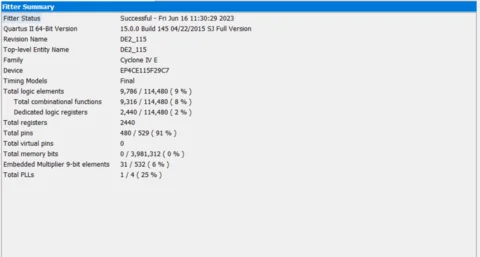 Fitter Summary
Fitter Status Successful - Fri Jun 16 11:30:29 2023
Quartus II 64-Bit Version 15.0.0 Build 145 04/22/2015 SJ Full Version
Revision Name DE2_115
Top-level Entity Name DE2_115
Family Cyclone IV E
Device EP4CE115F29C7
Timing Models Final
Total logic elements 9,786 / 114,480 ( 9 % )
Total combinational functions 9,316 / 114,480 ( 8 % )
Dedicated logic registers 2,440 / 114,480 ( 2 % )
Total registers 2440
Total pins 480 / 529 ( 91 % )
Total virtual pins 0
Total memory bits 0 / 3,981,312 ( 0 % )
Embedded Multiplier 9-bit elements 31 / 532 ( 6 % )
Total PLLs 1 / 4 ( 25 % )